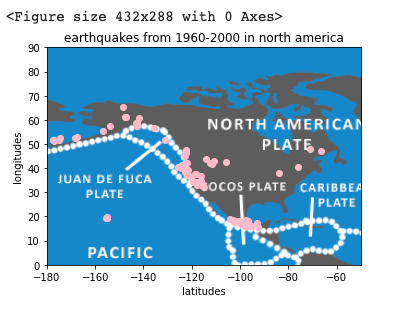 <Figure size 432x288 with 0 Axes>
earthquakes from 1960-2000 in north america
longitudes
90
80
70
60
50
40
30
20
10
0
NORTH AMERICAN
PLATE
JUAN DE FUCA
PLATE
OCOS PLATE
CARIBBEA
PLATE
PACIFIC
−180
−160
−140
−120
−100
−80
−60
latitudes